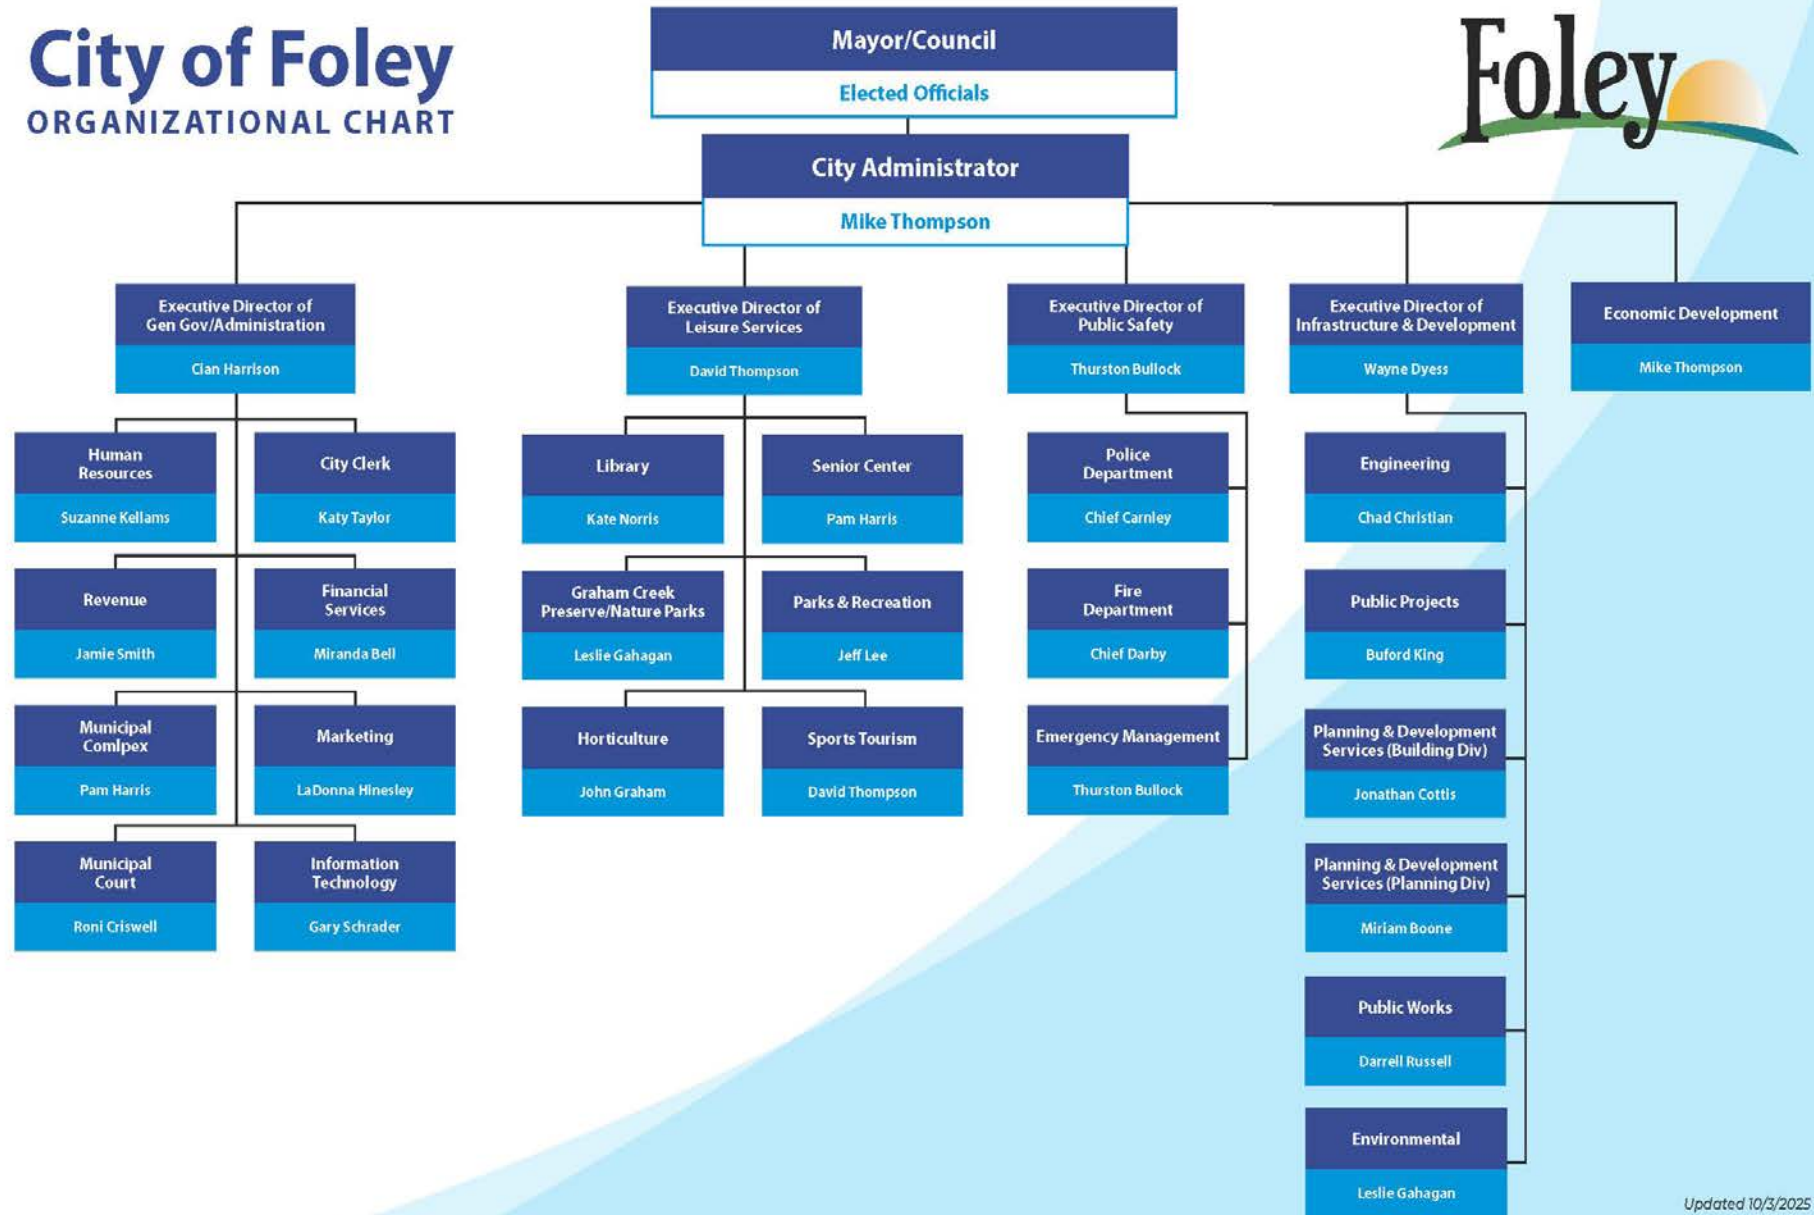 City of Foley
ORGANIZATIONAL CHART
Mayor/Council
Elected Officials
Foley
City Administrator
Mike Thompson
Executive Director of
Gen Gov/Administration
Cian Harrison
Executive Director of
Leisure Services
David Thompson
Executive Director of
Public Safety
Thurston Bullock
Executive Director of
Infrastructure & Development
Wayne Dyess
Economic Development
Mike Thompson
Human
Resources
Suzanne Kellams
City Clerk
Katy Taylor
Revenue
Jamie Smith
Financial
Services
Miranda Bell
Municipal
Comlpex
Pam Harris
Marketing
LaDonna Hinesley
Municipal
Court
Roni Criswell
Information
Technology
Gary Schrader
Library
Kate Norris
Senior Center
Pam Harris
Graham Creek
Preserve/Nature Parks
Leslie Gahagan
Parks & Recreation
Jeff Lee
Horticulture
John Graham
Sports Tourism
David Thompson
Police
Department
Chief Carnley
Fire
Department
Chief Darby
Emergency Management
Thurston Bullock
Engineering
Chad Christian
Public Projects
Buford King
Planning & Development
Services (Building Div)
Jonathan Cottis
Planning & Development
Services (Planning Div)
Miriam Boone
Public Works
Darrell Russell
Environmental
Leslie Gahagan
Updated 10/3/2025